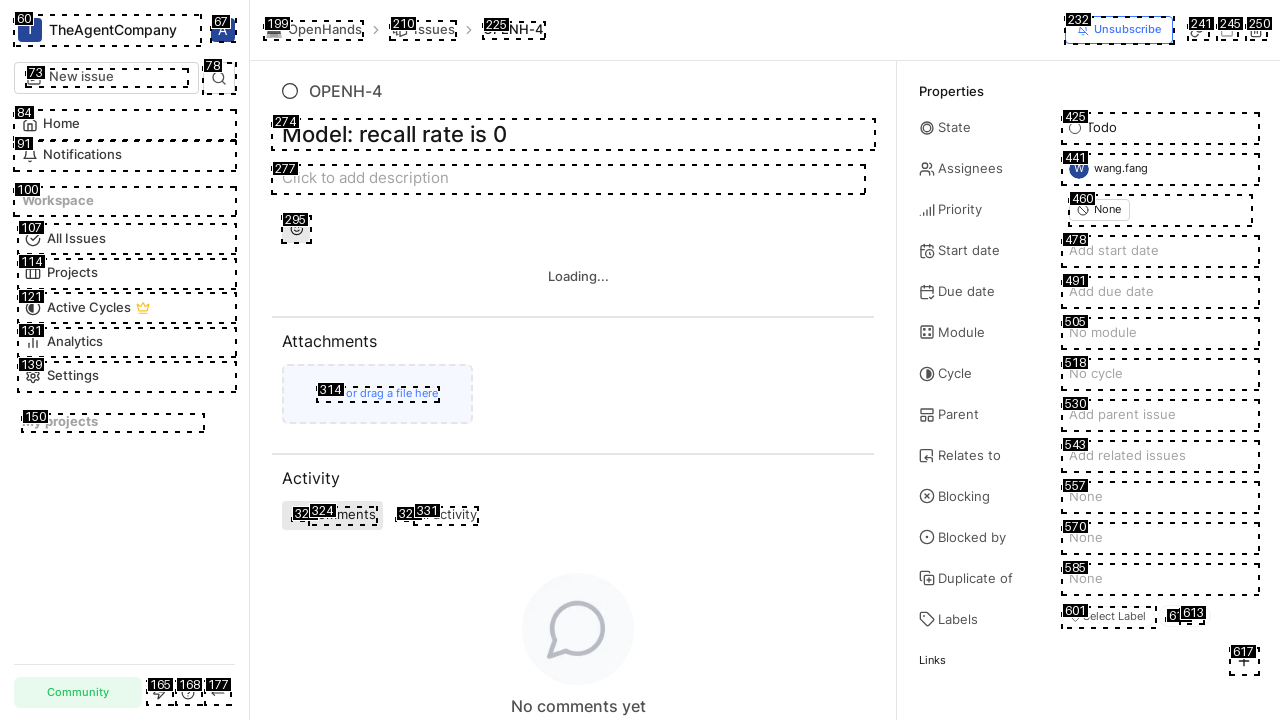 60
T
TheAgentCompany
67
A
73
New issue
78
84
Home
91
Notifications
100
Workspace
107
All Issues
114
Projects
121
Active Cycles
131
Analytics
139
Settings
150
My projects
Community
165
168
177
199
OpenHands
210
Issues
225
OPENH-4
232
Unsubscribe
241
245
250
OPENH-4
274
Model: recall rate is 0
277
Click to add description
295
Loading...
Attachments
314
or drag a file here
Activity
324
331
No comments yet
Properties
State
425
Todo
Assignees
441
W
wang.fang
Priority
460
None
Start date
478
Add start date
Due date
491
Add due date
Module
505
No module
Cycle
518
No cycle
Parent
530
Add parent issue
Relates to
543
Add related issues
Blocking
557
None
Blocked by
570
None
Duplicate of
585
None
Labels
601
Select Label
613
Links
617